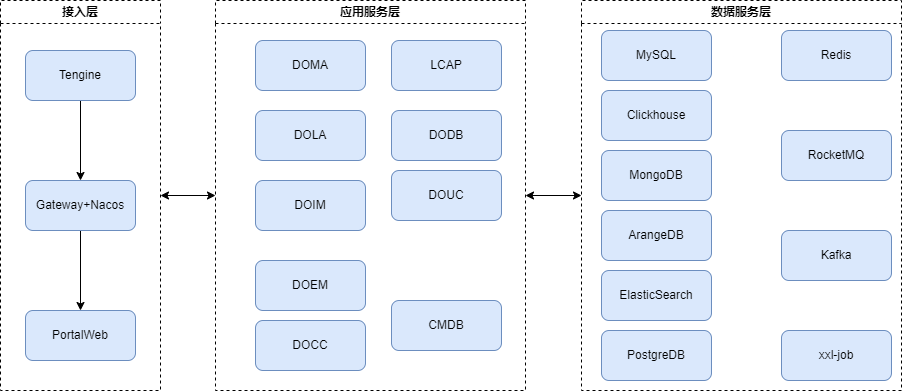 接入层
Tengine
Gateway+Nacos
PortalWeb
应用服务层
DOMA
LCAP
DOLA
DODB
DOIM
DOUC
DOEM
DOCC
CMDB
数据服务层
MySQL
Redis
Clickhouse
MongoDB
RocketMQ
ArangeDB
Kafka
ElasticSearch
PostgreDB
xxl-job